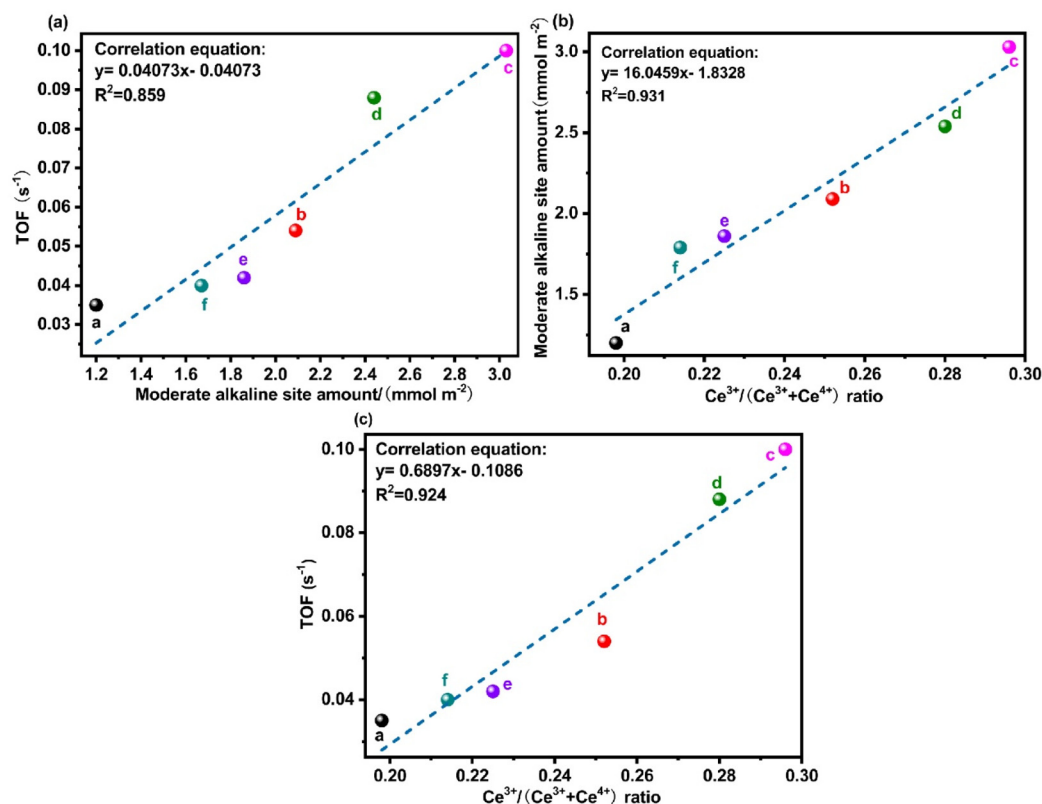 (a)
Correlation equation:
y= 0.04073x- 0.04073
R²=0.859
TOF (s⁻¹)
0.10
0.09
0.08
0.07
0.06
0.05
0.04
0.03
a
f
e
b
d
c
1.2 1.4 1.6 1.8 2.0 2.2 2.4 2.6 2.8 3.0
Moderate alkaline site amount/(mmol m⁻²)
(b)
Correlation equation:
y= 16.0459x- 1.8328
R²=0.931
Moderate alkaline site amount(mmol m⁻²)
3.0
2.5
2.0
1.5
a
f
e
b
d
c
0.20 0.22 0.24 0.26 0.28 0.30
Ce³⁺/(Ce³⁺+Ce⁴⁺) ratio
(c)
Correlation equation:
y= 0.6897x- 0.1086
R²=0.924
TOF (s⁻¹)
0.10
0.08
0.06
0.04
a
f
e
b
d
c
0.20 0.22 0.24 0.26 0.28 0.30
Ce³⁺/(Ce³⁺+Ce⁴⁺) ratio